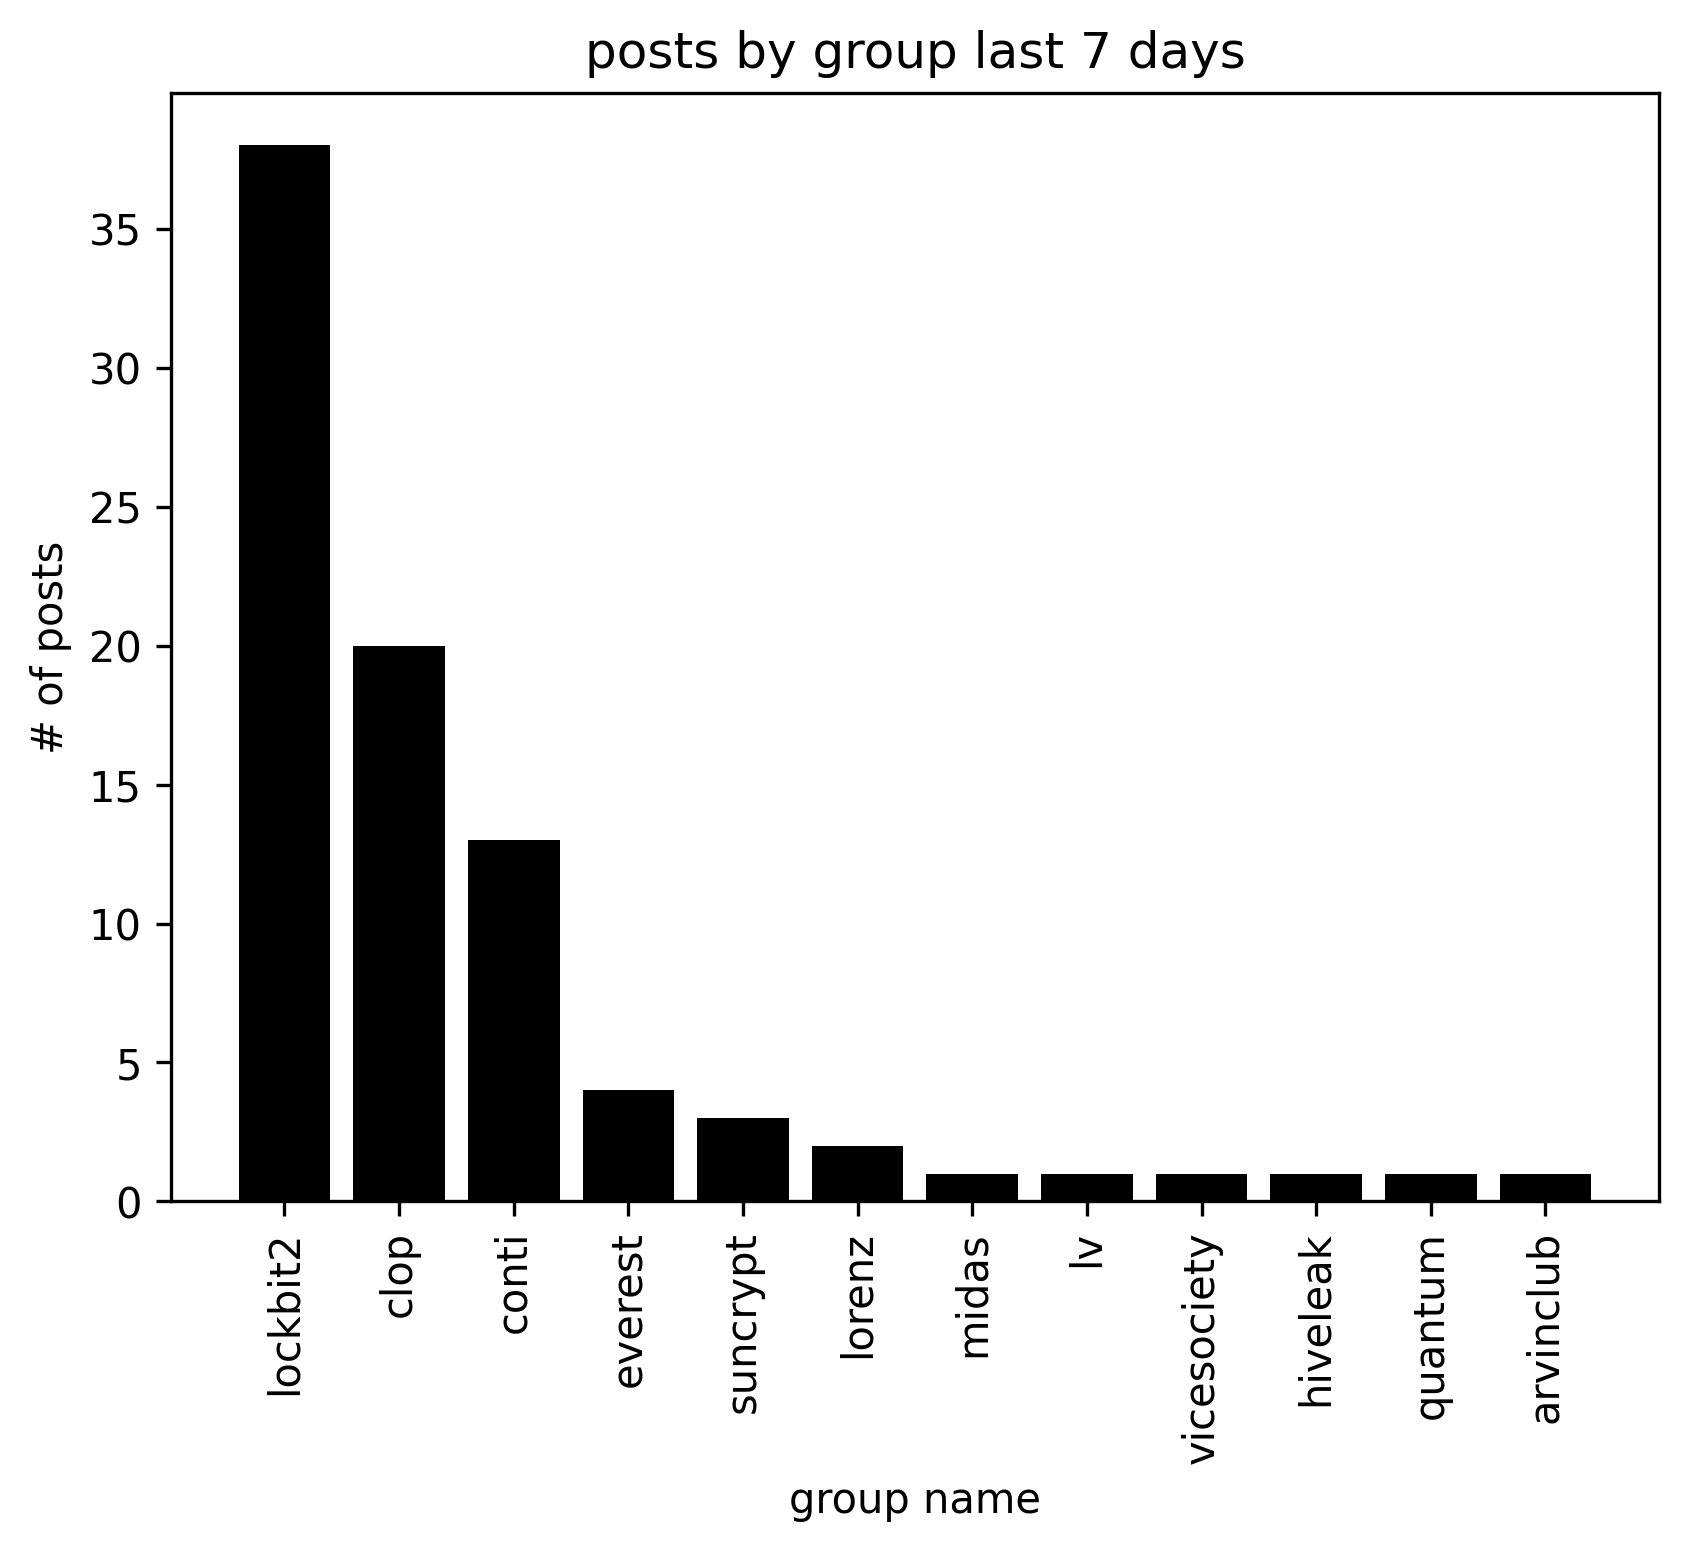 posts by group last 7 days
# of posts
35
30
25
20
15
10
5
0
lockbit2
clop
conti
everest
suncrypt
lorenz
midas
lv
vicesociety
hiveleak
quantum
arvinclub
group name